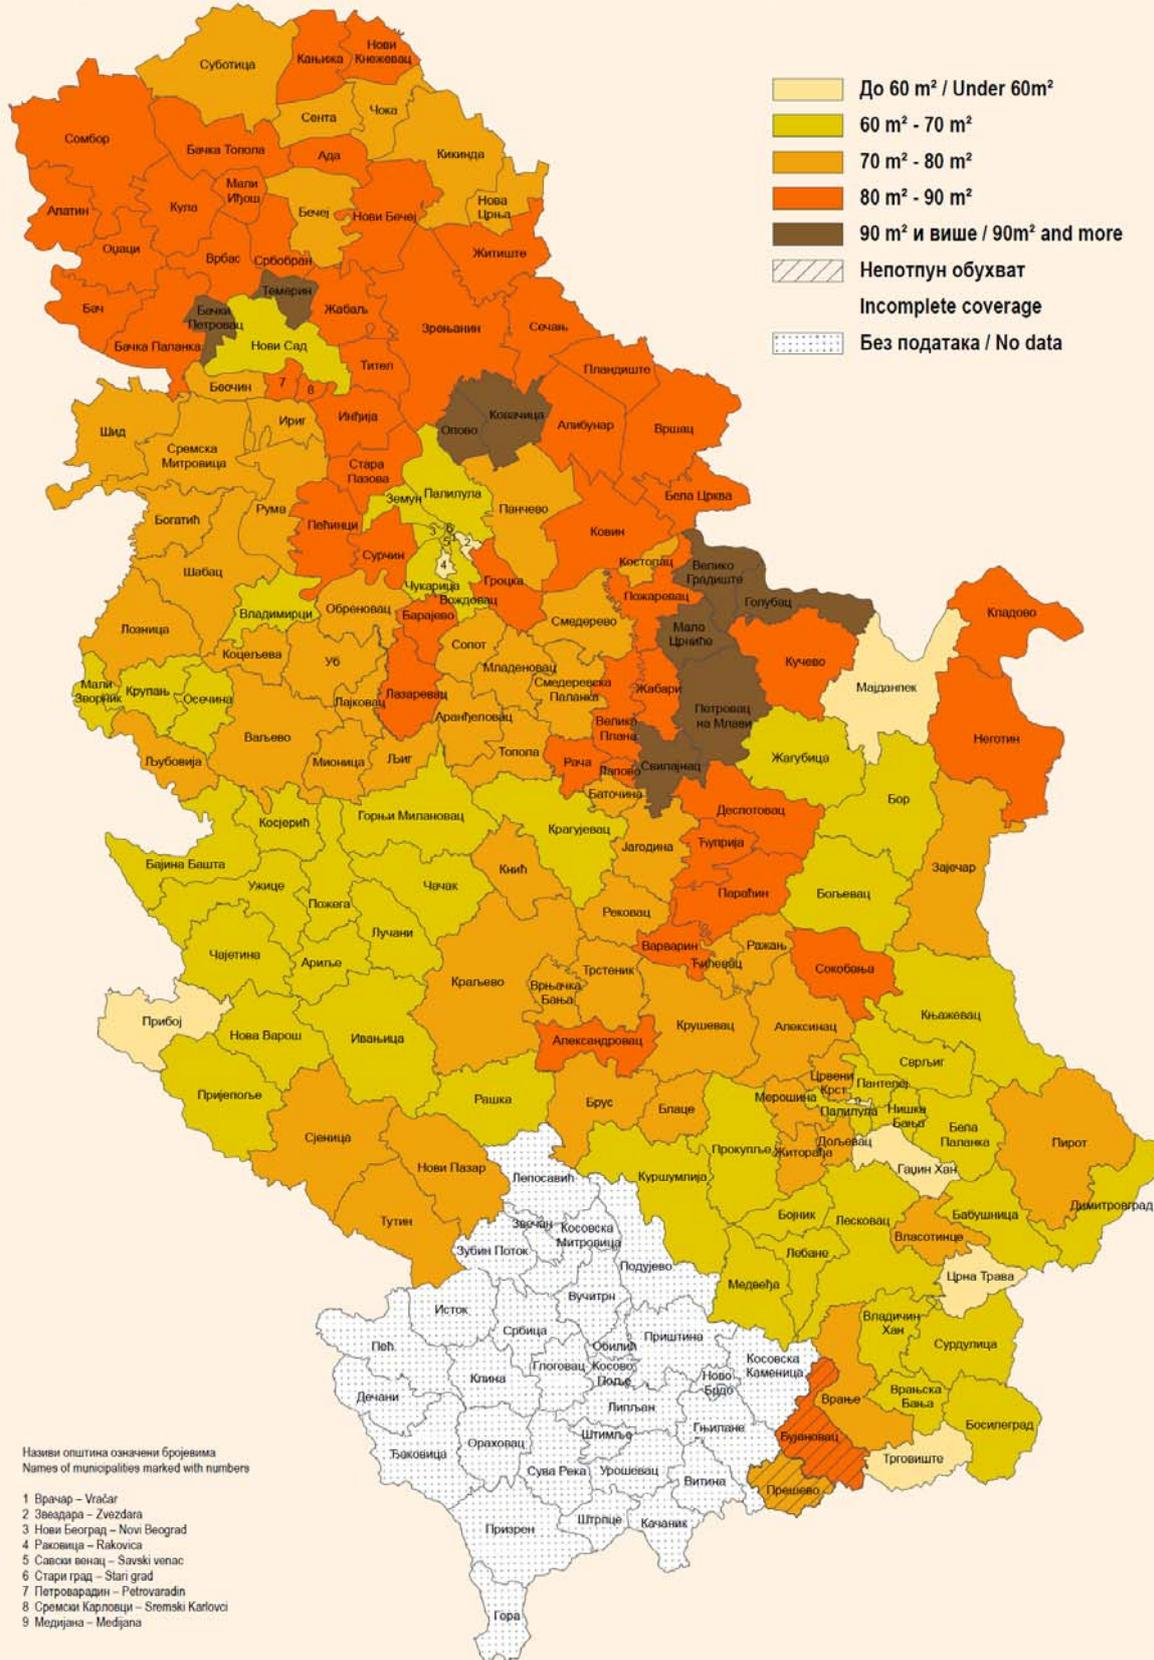 До 60 m² / Under 60m²
60 m² - 70 m²
70 m² - 80 m²
80 m² - 90 m²
90 m² и више / 90m² and more
Непотпун обухват
Incomplete coverage
Без података / No data
Суботица
Кањижа
Нови
Кнежевац
Сента
Чока
Сомбор
Бачка Топола
Ада
Кикинда
Мали
Иђош
Апатин
Кула
Бечеј
Нови Бечеј
Нова
Црња
Оџаци
Врбас
Србобран
Житиште
Темерин
Бач
Бачки
Петровац
Жабаљ
Зрењанин
Сечањ
Бачка Паланка
Нови Сад
Тител
Пландиште
Беочин
7
8
Шид
Ириг
Инђија
Опово
Ковачица
Алибунар
Вршац
Сремска
Митровица
Стара
Пазова
Земун
Палилула
Бела Црква
Богатић
Рума
Пећинци
Панчево
Ковин
3
6
5
1
2
4
Сурчин
Шабац
Чукарица
Гроцка
Костолац
Велико
Градиште
Вождовац
Пожаревац
Голубац
Кладово
Владимирци
Обреновац
Барајево
Лозница
Смедерево
Мало
Црниће
Коцељева
Уб
Сопот
Младеновац
Кучево
Мајданпек
Мали
Зворник
Крупањ
Осечина
Лајковац
Лазаревац
Смедеревска
Паланка
Жабари
Петровац
на Млави
Аранђеловац
Велика
Плана
Ваљево
Неготин
Љубовија
Мионица
Љиг
Топола
Рача
Лапово
Свилајнац
Жагубица
Баточина
Бор
Косјерић
Горњи Милановац
Крагујевац
Деспотовац
Јагодина
Ћуприја
Бајина Башта
Ужице
Чачак
Кнић
Зајечар
Пожега
Параћин
Бољевац
Рековац
Лучани
Чајетина
Ариље
Варварин
Ћићевац
Ражањ
Сокобања
Краљево
Врњачка
Бања
Трстеник
Прибој
Нова Варош
Ивањица
Крушевац
Алексинац
Књажевац
Александровац
Сврљиг
Пријепоље
Рашка
Брус
Блаце
Мерошина
Црвени
Крст
Пантелеј
9
Палилула
Нишка
Бања
Бела
Паланка
Пирот
Сјеница
Прокупље
Житорађа
Дољевац
Нови Пазар
Лепосавић
Куршумлија
Гаџин Хан
Димитровград
Тутин
Звечан
Косовска
Митровица
Бојник
Лесковац
Бабушница
Власотинце
Зубин Поток
Подујево
Лебане
Медвеђа
Црна Трава
Вучитрн
Исток
Србица
Приштина
Владичин
Хан
Сурдулица
Пећ
Обилић
Глоговац
Косово
Поље
Косовска
Каменица
Клина
Ново
Брдо
Дечани
Врање
Врањска
Бања
Липљан
Босилеград
Штимље
Гњилане
Бујановац
Ђаковица
Ораховац
Сува Река
Урошевац
Витина
Трговиште
Прешево
Призрен
Штрпце
Качаник
Гора
Називи општина означени бројевима
Names of municipalities marked with numbers
1 Врачар – Vračar
2 Звездара – Zvezdara
3 Нови Београд – Novi Beograd
4 Раковица – Rakovica
5 Савски венац – Savski venac
6 Стари град – Stari grad
7 Петроварадин – Petrovaradin
8 Сремски Карловци – Sremski Karlovci
9 Медијана – Medijana